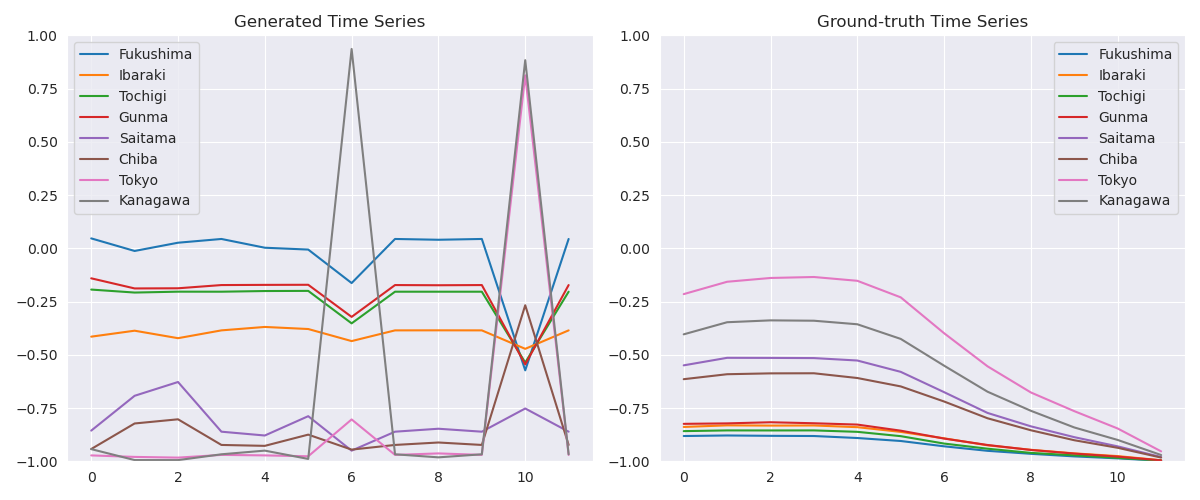 Generated Time Series
1.00
0.75
0.50
0.25
0.00
−0.25
−0.50
−0.75
−1.00
0
2
4
6
8
10
Fukushima
Ibaraki
Tochigi
Gunma
Saitama
Chiba
Tokyo
Kanagawa
Ground-truth Time Series
1.00
0.75
0.50
0.25
0.00
−0.25
−0.50
−0.75
−1.00
0
2
4
6
8
10
Fukushima
Ibaraki
Tochigi
Gunma
Saitama
Chiba
Tokyo
Kanagawa